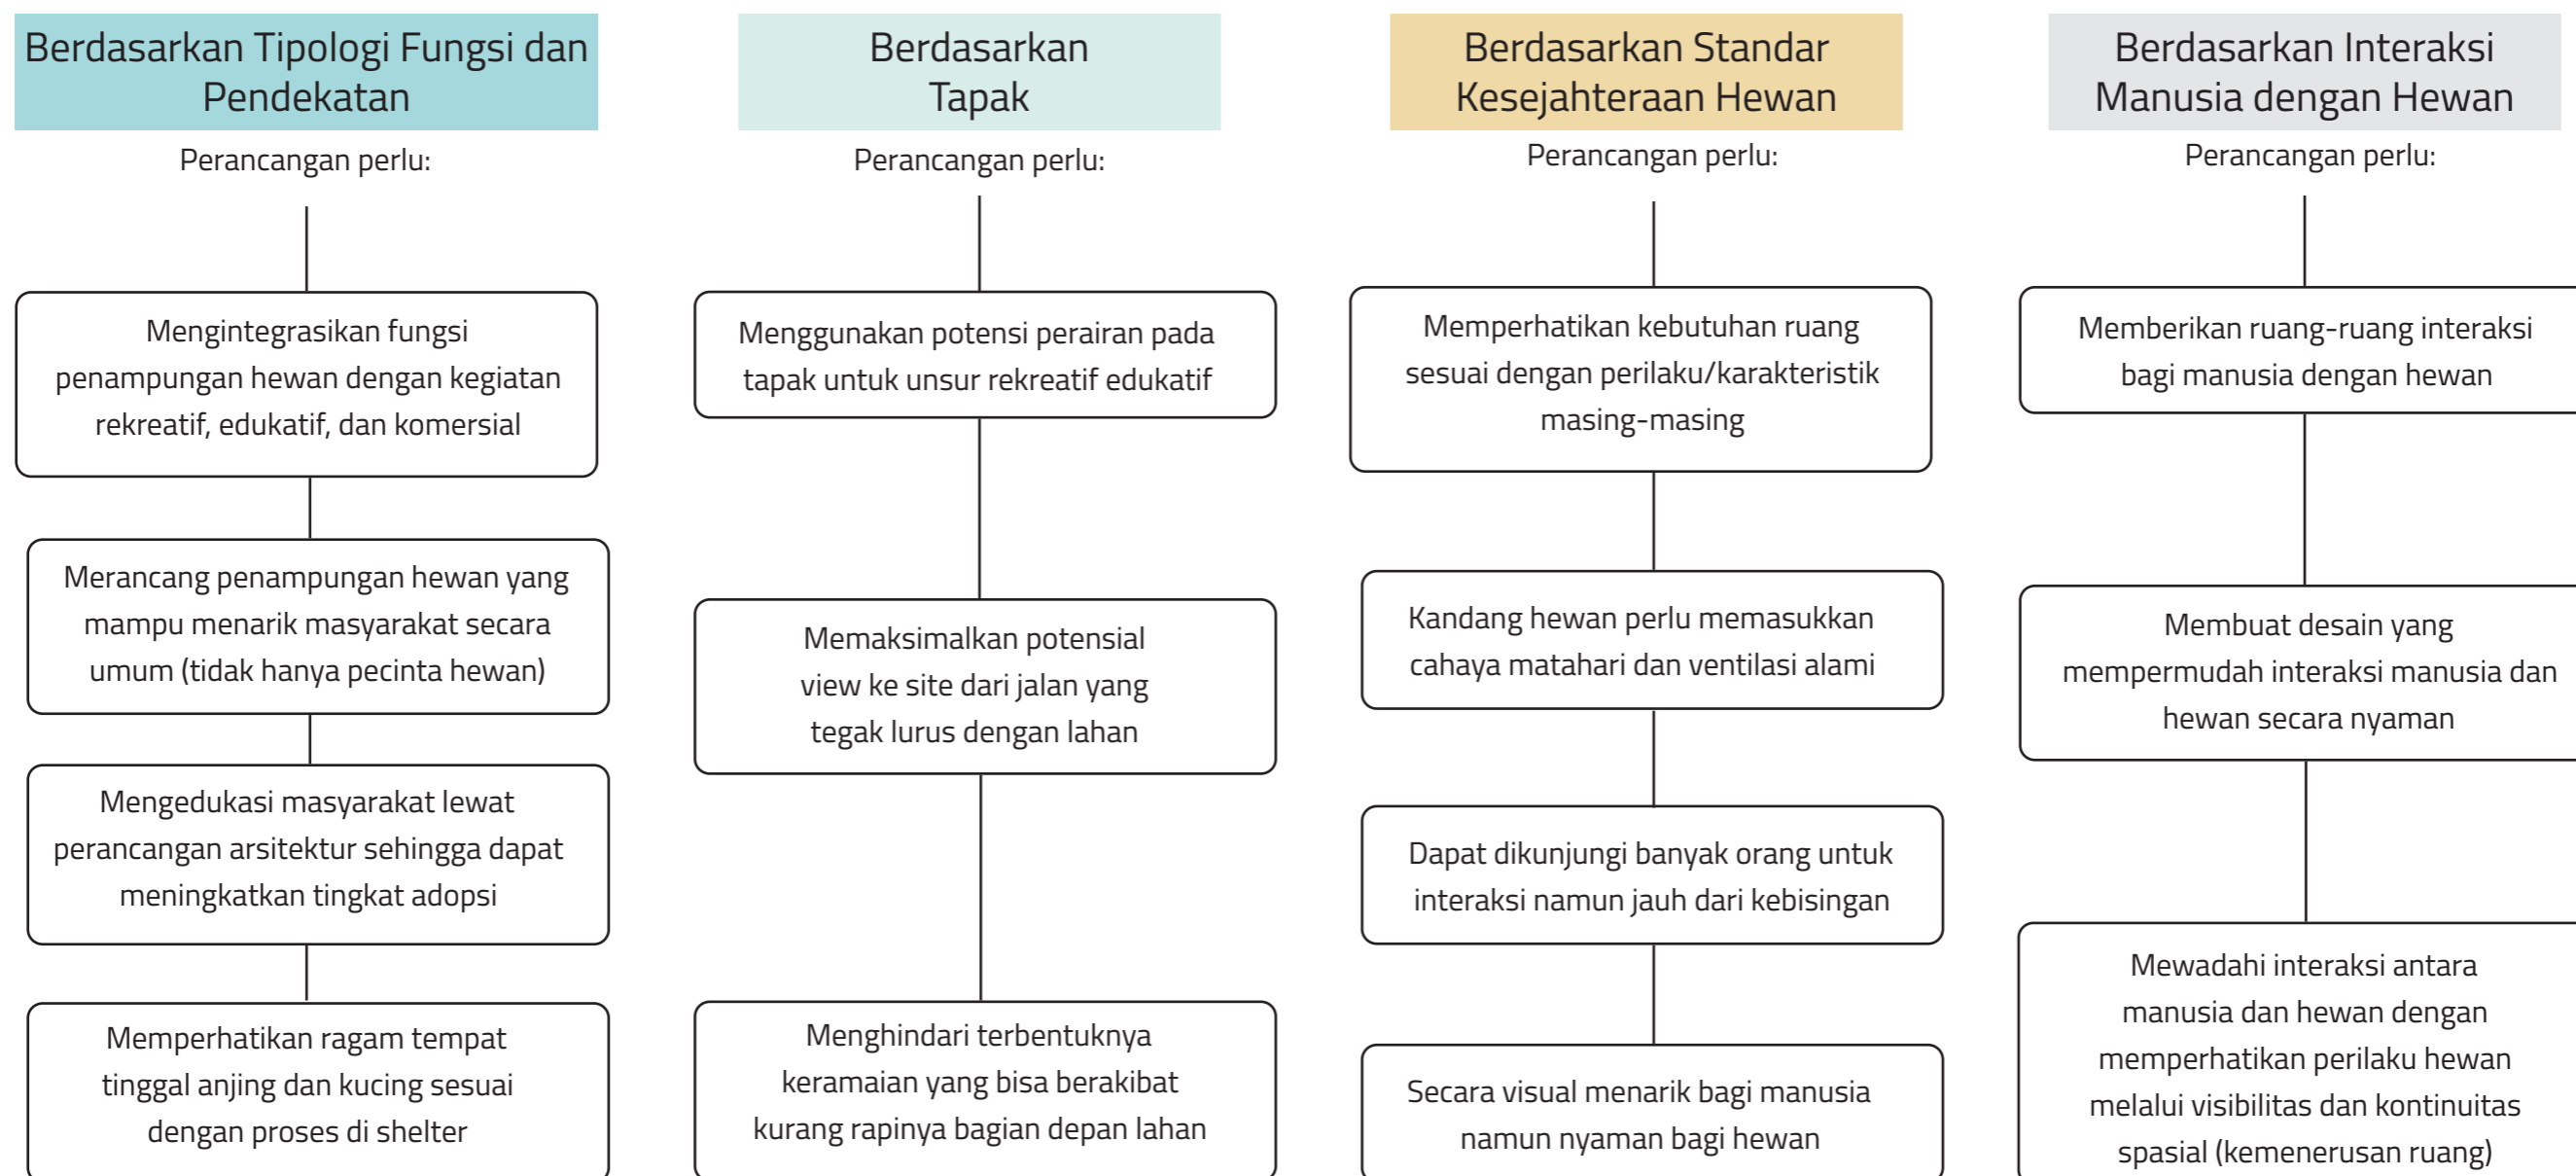 Berdasarkan Tipologi Fungsi dan
Pendekatan
Perancangan perlu:
Mengintegrasikan fungsi
penampungan hewan dengan kegiatan
rekreatif, edukatif, dan komersial
Merancang penampungan hewan yang
mampu menarik masyarakat secara
umum (tidak hanya pecinta hewan)
Mengedukasi masyarakat lewat
perancangan arsitektur sehingga dapat
meningkatkan tingkat adopsi
Memperhatikan ragam tempat
tinggal anjing dan kucing sesuai
dengan proses di shelter
Berdasarkan
Tapak
Perancangan perlu:
Menggunakan potensi perairan pada
tapak untuk unsur rekreatif edukatif
Memaksimalkan potensial
view ke site dari jalan yang
tegak lurus dengan lahan
Menghindari terbentuknya
keramaian yang bisa berakibat
kurang rapinya bagian depan lahan
Berdasarkan Standar
Kesejahteraan Hewan
Perancangan perlu:
Memperhatikan kebutuhan ruang
sesuai dengan perilaku/karakteristik
masing-masing
Kandang hewan perlu memasukkan
cahaya matahari dan ventilasi alami
Dapat dikunjungi banyak orang untuk
interaksi namun jauh dari kebisingan
Secara visual menarik bagi manusia
namun nyaman bagi hewan
Berdasarkan Interaksi
Manusia dengan Hewan
Perancangan perlu:
Memberikan ruang-ruang interaksi
bagi manusia dengan hewan
Membuat desain yang
mempermudah interaksi manusia dan
hewan secara nyaman
Mewadahi interaksi antara
manusia dan hewan dengan
memperhatikan perilaku hewan
melalui visibilitas dan kontinuitas
spasial (kemenerusan ruang)